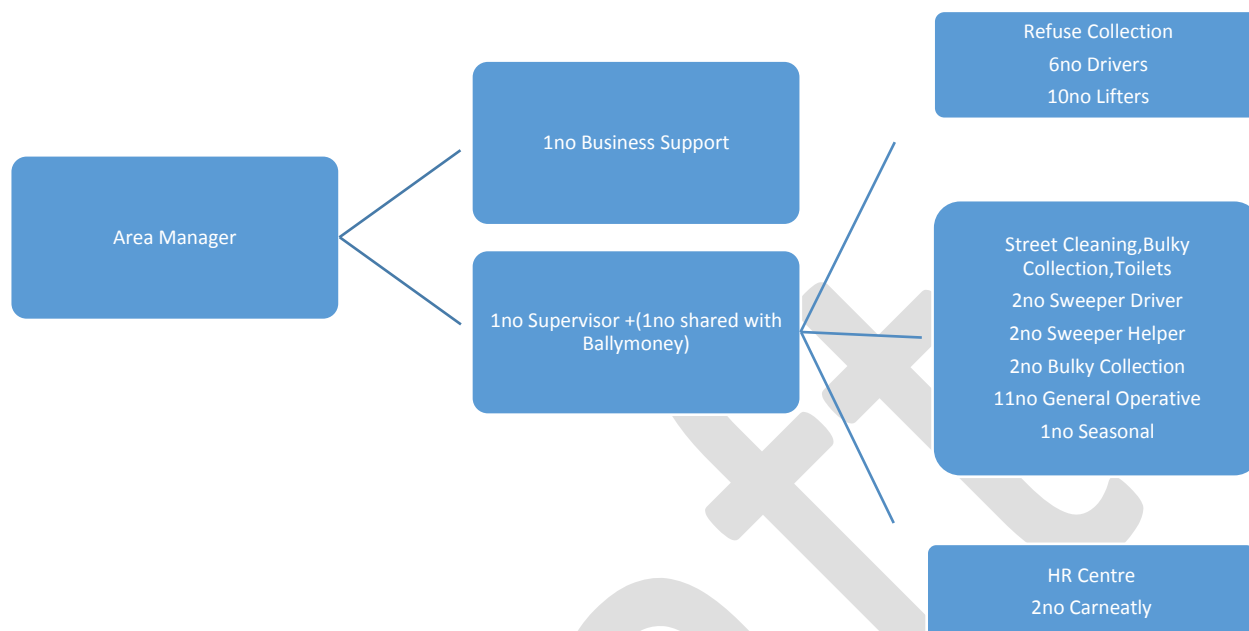 Area Manager
1no Business Support
1no Supervisor +(1no shared with
Ballymoney)
Refuse Collection
6no Drivers
10no Lifters
Street Cleaning,Bulky
Collection,Toilets
2no Sweeper Driver
2no Sweeper Helper
2no Bulky Collection
11no General Operative
1no Seasonal
HR Centre
2no Carneatly